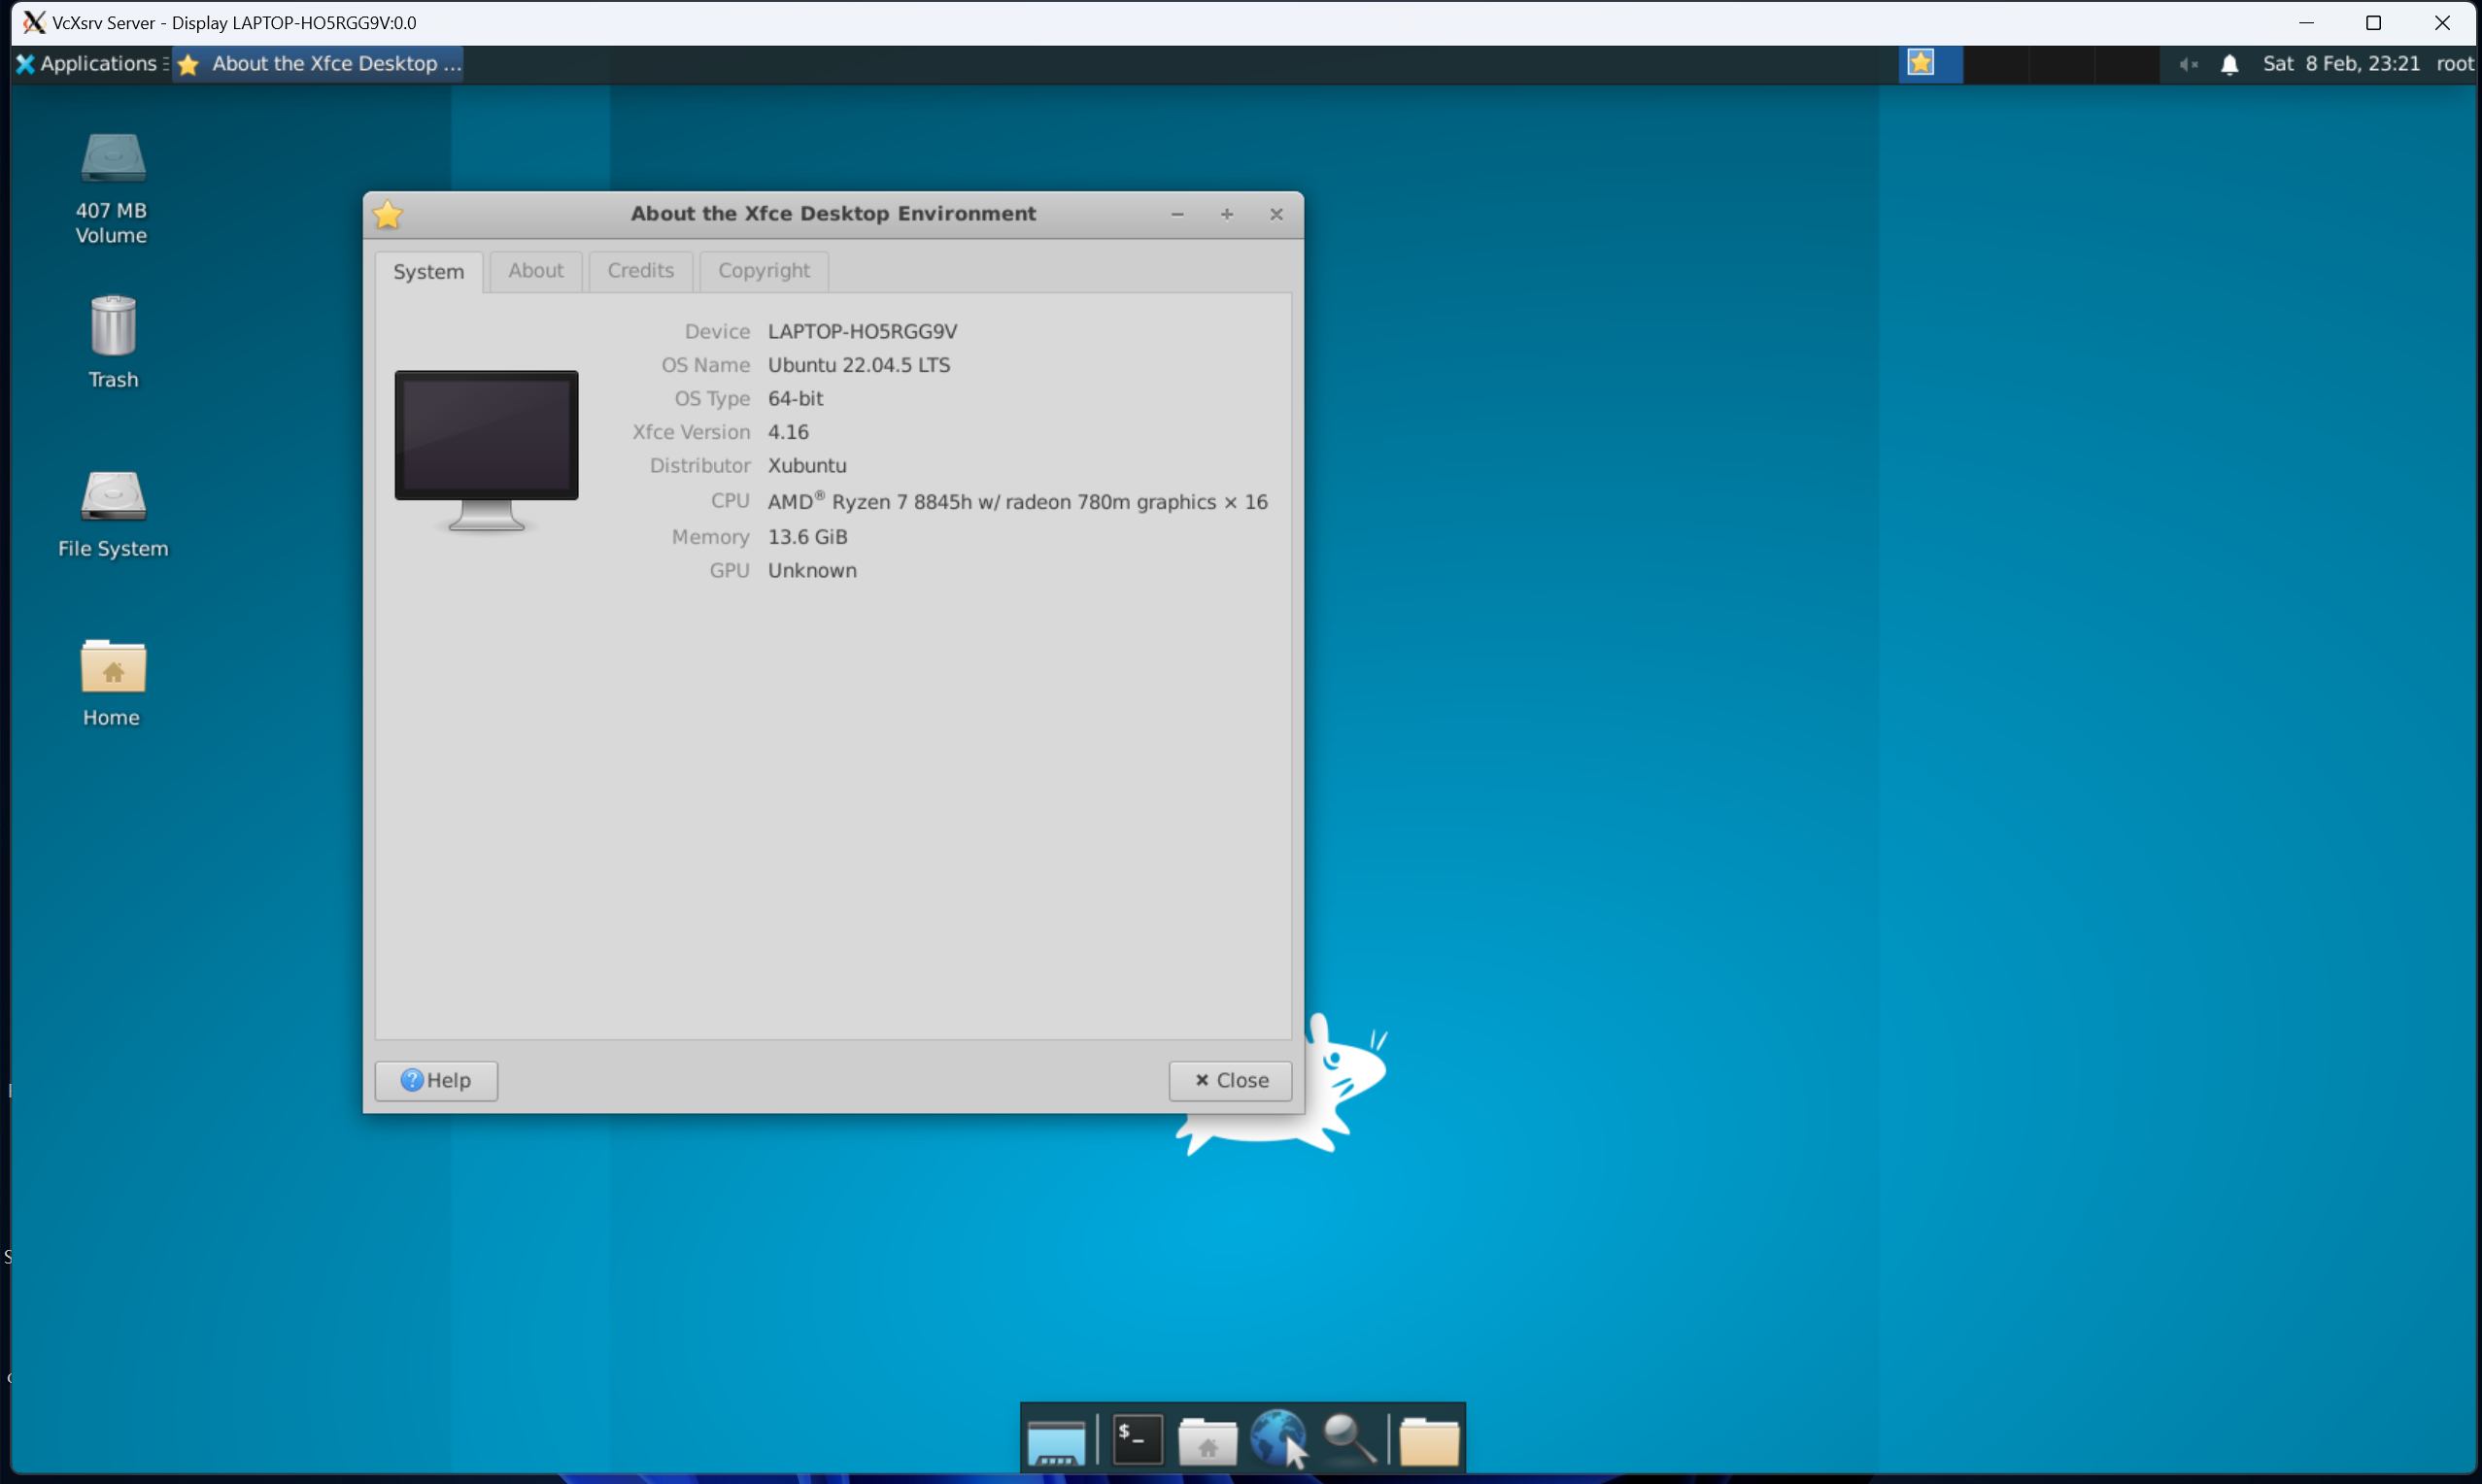 VcXsrv Server - Display LAPTOP-HO5RGG9V:0.0
Applications About the Xfce Desktop ... Sat 8 Feb, 23:21 root
407 MB
Volume
Trash
File System
Home
About the Xfce Desktop Environment
System About Credits Copyright
Device LAPTOP-HO5RGG9V
OS Name Ubuntu 22.04.5 LTS
OS Type 64-bit
Xfce Version 4.16
Distributor Xubuntu
CPU AMD® Ryzen 7 8845h w/ radeon 780m graphics × 16
Memory 13.6 GiB
GPU Unknown
Help Close
$_